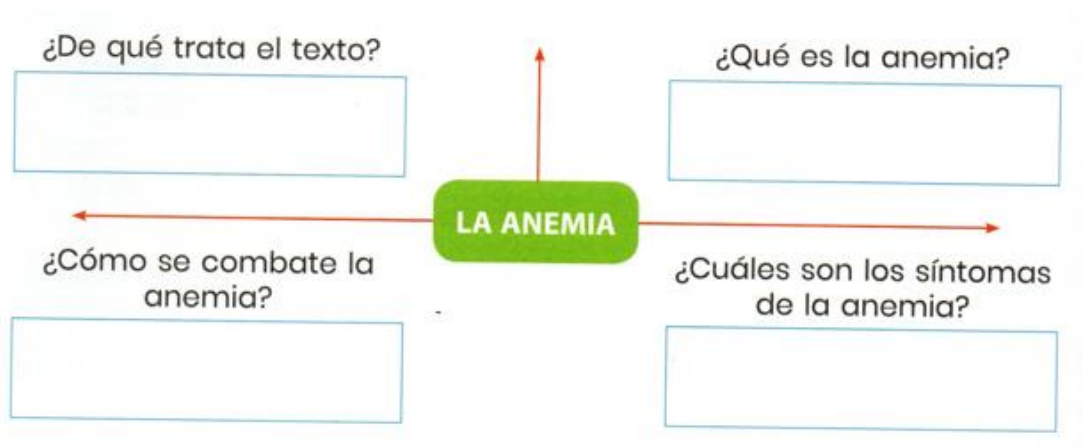 ¿De qué trata el texto?
¿Qué es la anemia?
LA ANEMIA
¿Cómo se combate la
anemia?
¿Cuáles son los síntomas
de la anemia?